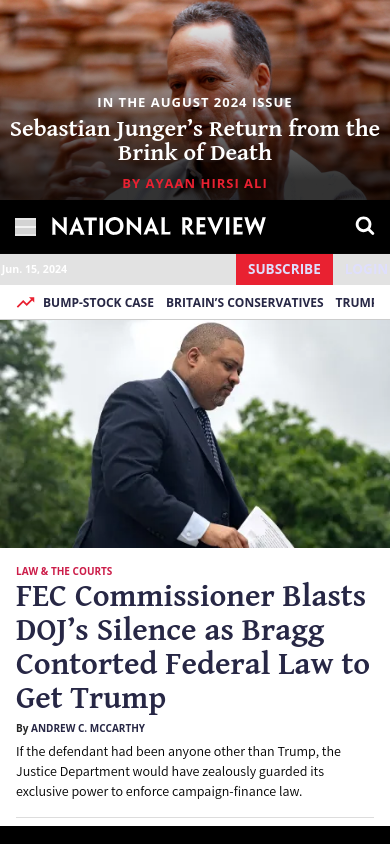 IN THE AUGUST 2024 ISSUE
Sebastian Junger’s Return from the
Brink of Death
BY AYAAN HIRSI ALI
NATIONAL REVIEW
Jun. 15, 2024
SUBSCRIBE
BUMP-STOCK CASE BRITAIN’S CONSERVATIVES TRUMP
LAW & THE COURTS
FEC Commissioner Blasts
DOJ’s Silence as Bragg
Contorted Federal Law to
Get Trump
By ANDREW C. MCCARTHY
If the defendant had been anyone other than Trump, the
Justice Department would have zealously guarded its
exclusive power to enforce campaign-finance law.